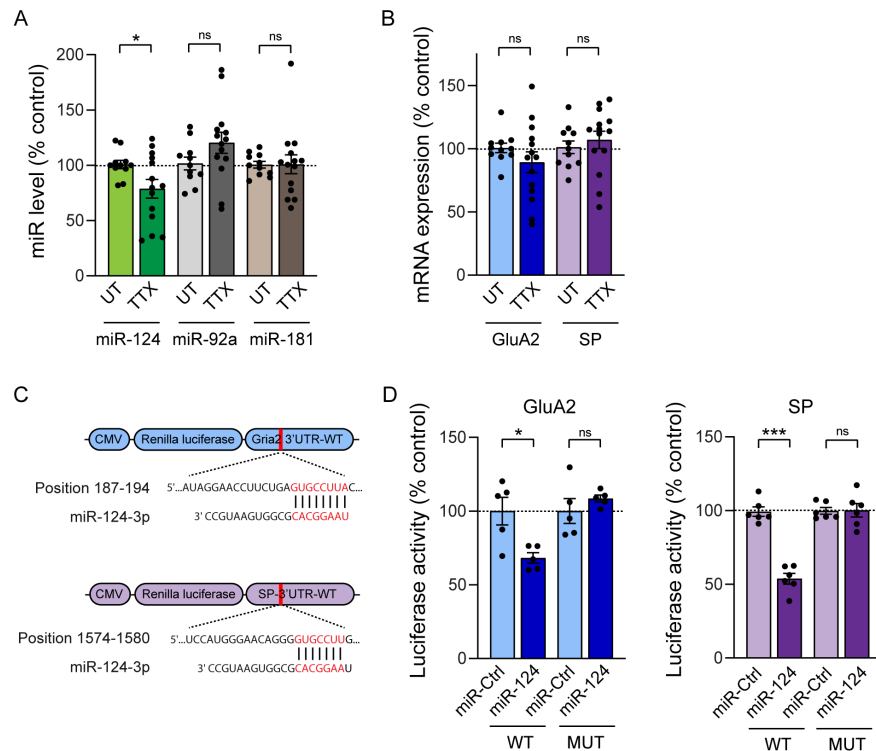 A
miR level (% control)
200
150
100
50
0
*
ns
ns
UT
TTX
UT
TTX
UT
TTX
miR-124
miR-92a
miR-181
B
mRNA expression (% control)
150
100
50
0
ns
ns
UT
TTX
UT
TTX
GluA2
SP
C
CMV
Renilla luciferase
Gria2 3'UTR-WT
Position 187-194
5'...AUAGGAACCUUCUGAGUGCCUUAC...
miR-124-3p
3' CCGUAAGUGGCGCACGGAAU
CMV
Renilla luciferase
SP-3'UTR-WT
Position 1574-1580
5'...UCCAUGGGAACAGGGGUGCCUUG...
miR-124-3p
3' CCGUAAGUGGCGCACGGAAU
D
GluA2
Luciferase activity (% control)
150
100
50
0
*
ns
miR-Ctrl
miR-124
miR-Ctrl
miR-124
WT
MUT
SP
Luciferase activity (% control)
150
100
50
0
***
ns
miR-Ctrl
miR-124
miR-Ctrl
miR-124
WT
MUT